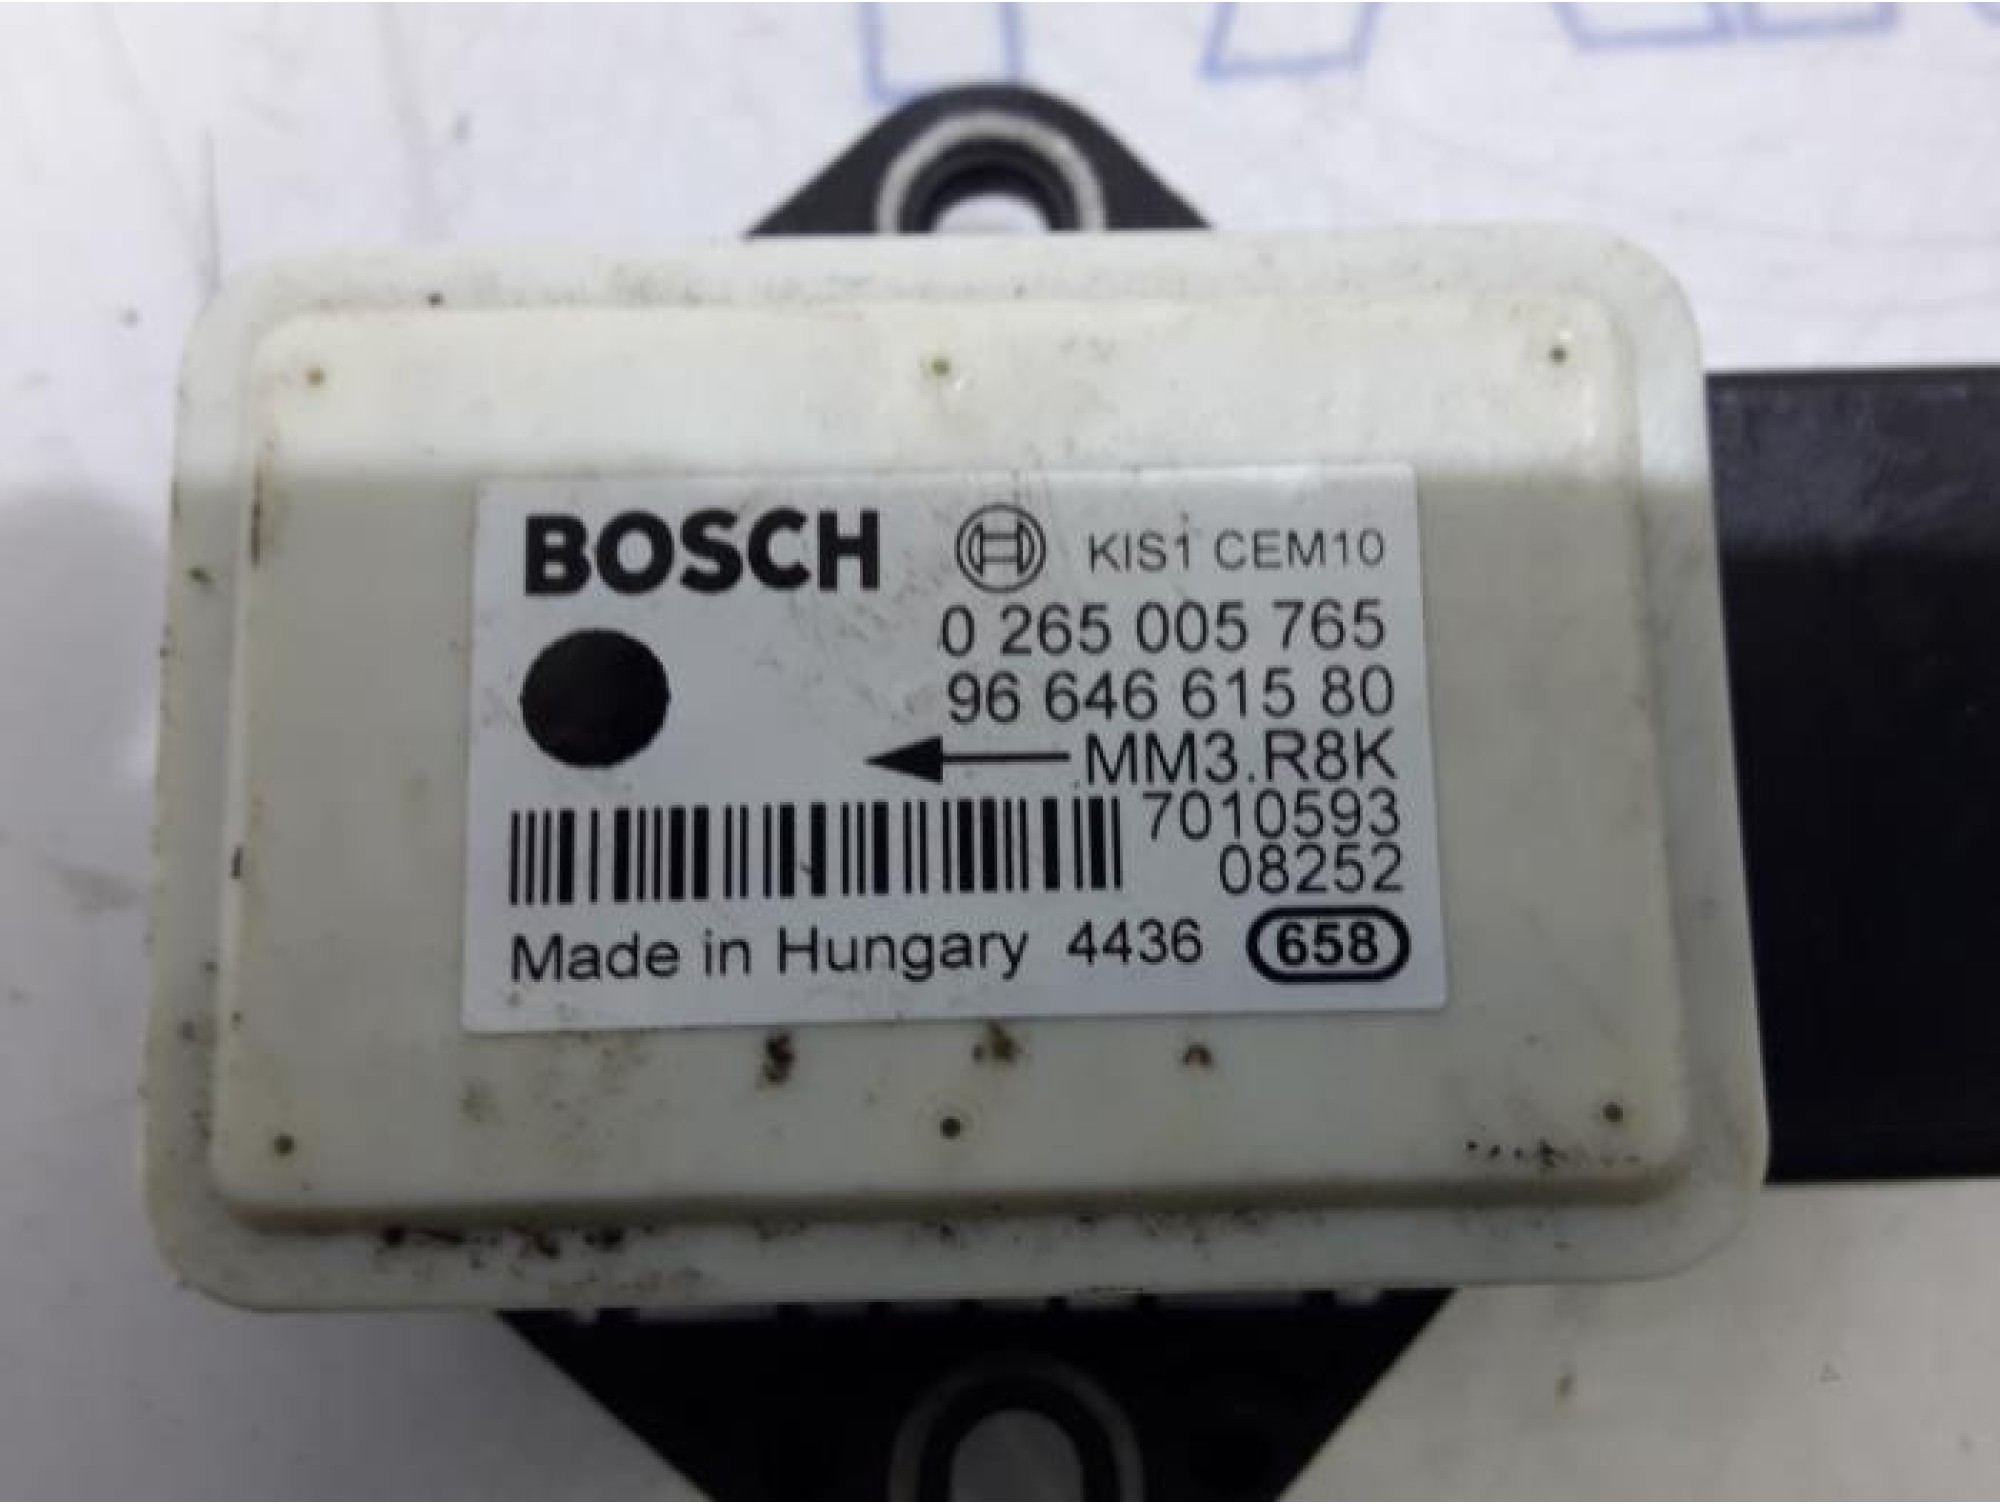 BOSCH KIS1 CEM10
0 265 005 765
96 646 615 80
MM3.R8K
7010593
08252
Made in Hungary 4436 658